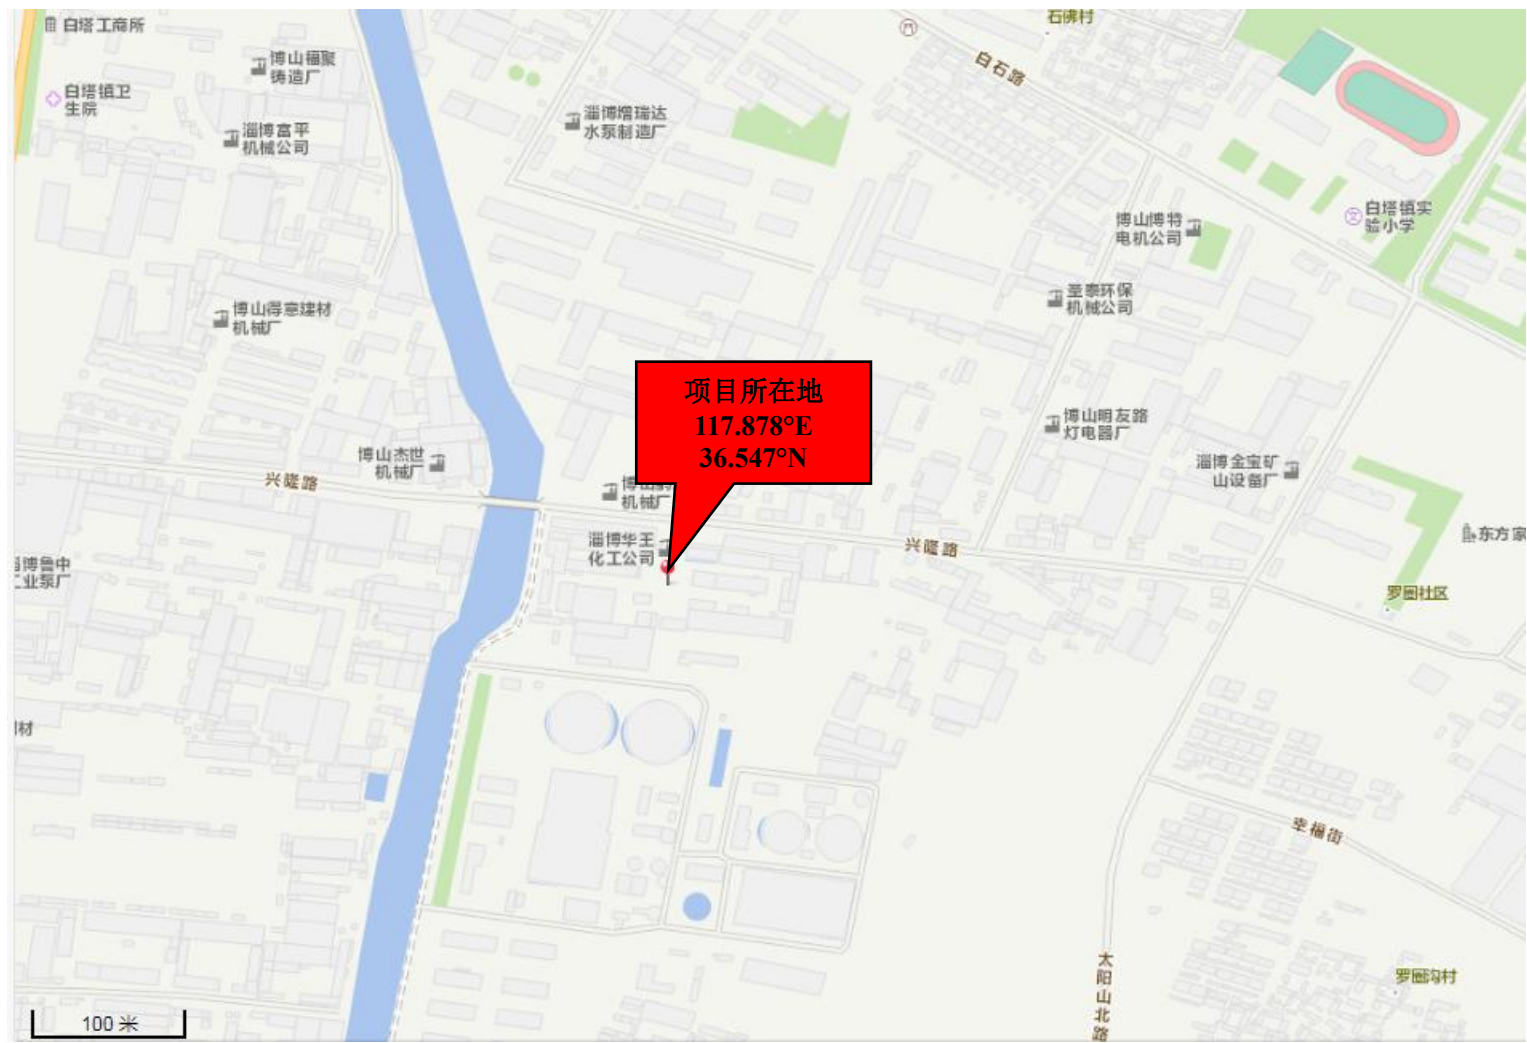 白塔工商所
石佛村
博山福聚
铸造厂
白石路
白塔镇卫
生院
淄博增瑞达
水泵制造厂
淄博富平
机械公司
白塔镇实
验小学
博山博特
电机公司
圣泰环保
机械公司
博山得意建材
机械厂
项目所在地
117.878°E
36.547°N
博山明友路
灯电器厂
博山杰世
机械厂
淄博金宝矿
山设备厂
兴隆路
博山
机械厂
东方家
淄博华王
化工公司
兴隆路
博鲁中
业泵厂
罗圈社区
材
幸福街
太阳山北路
罗圈沟村
100 米